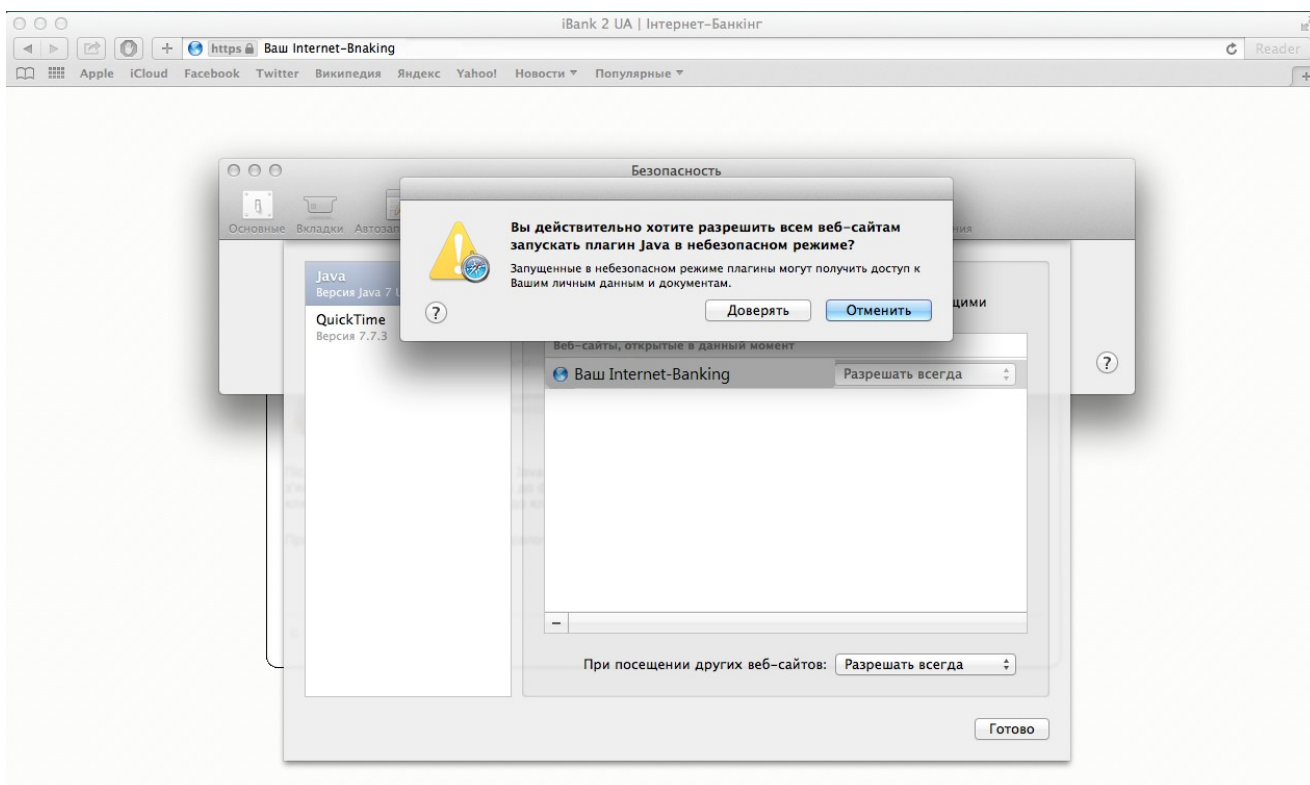 iBank 2 UA | Інтернет-Банкінг
https Ваш Internet-Bnaking
Reader
Apple iCloud Facebook Twitter Википедия Яндекс Yahoo! Новости Популярные
Безопасность
Основные Вкладки
Вы действительно хотите разрешить всем веб-сайтам
запускать плагин Java в небезопасном режиме?
Запущенные в небезопасном режиме плагины могут получить доступ к
Вашим личным данным и документам.
? Доверять Отменить
Java
Версия Java 7
QuickTime
Версия 7.7.3
Веб-сайты, открытые в данный момент
Ваш Internet-Banking Разрешать всегда
?
При посещении других веб-сайтов: Разрешать всегда
Готово